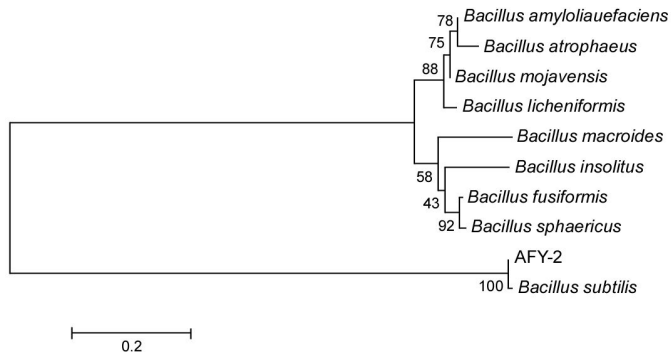 78 Bacillus amyloliauefaciens
75 Bacillus atrophaeus
88 Bacillus mojavensis
Bacillus licheniformis
Bacillus macroides
58 Bacillus insolitus
43 Bacillus fusiformis
92 Bacillus sphaericus
AFY-2
100 Bacillus subtilis
0.2